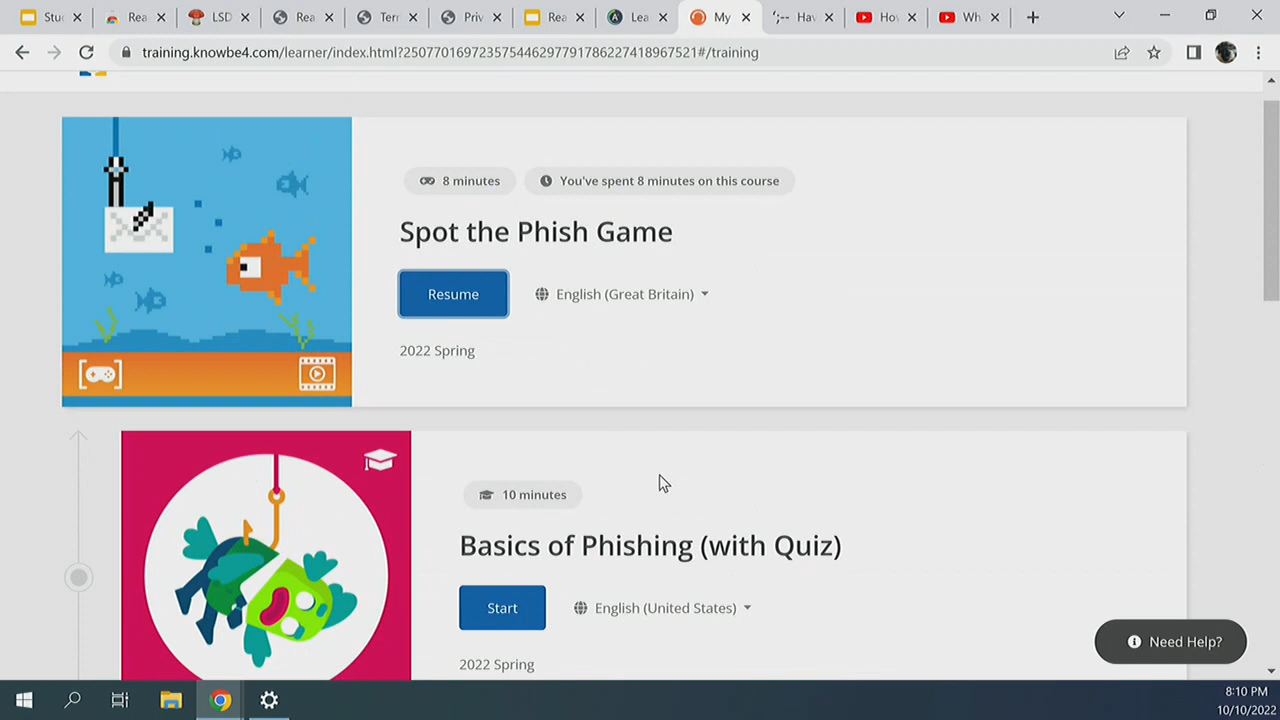 Stu
Rea
LSD
Rea
Terr
Priv
Rea
Lea
My
Hav
How
Wh
training.knowbe4.com/learner/index.html?250770169723575446297791786227418967521#/training
8 minutes
You've spent 8 minutes on this course
Spot the Phish Game
Resume
English (Great Britain)
2022 Spring
10 minutes
Basics of Phishing (with Quiz)
Start
English (United States)
2022 Spring
Need Help?
8:10 PM
10/10/2022